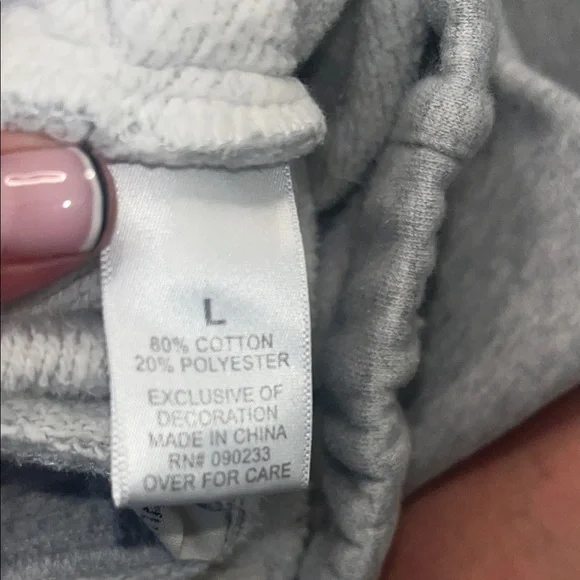 L
80% COTTON
20% POLYESTER
EXCLUSIVE OF
DECORATION
MADE IN CHINA
RN# 090233
OVER FOR CARE